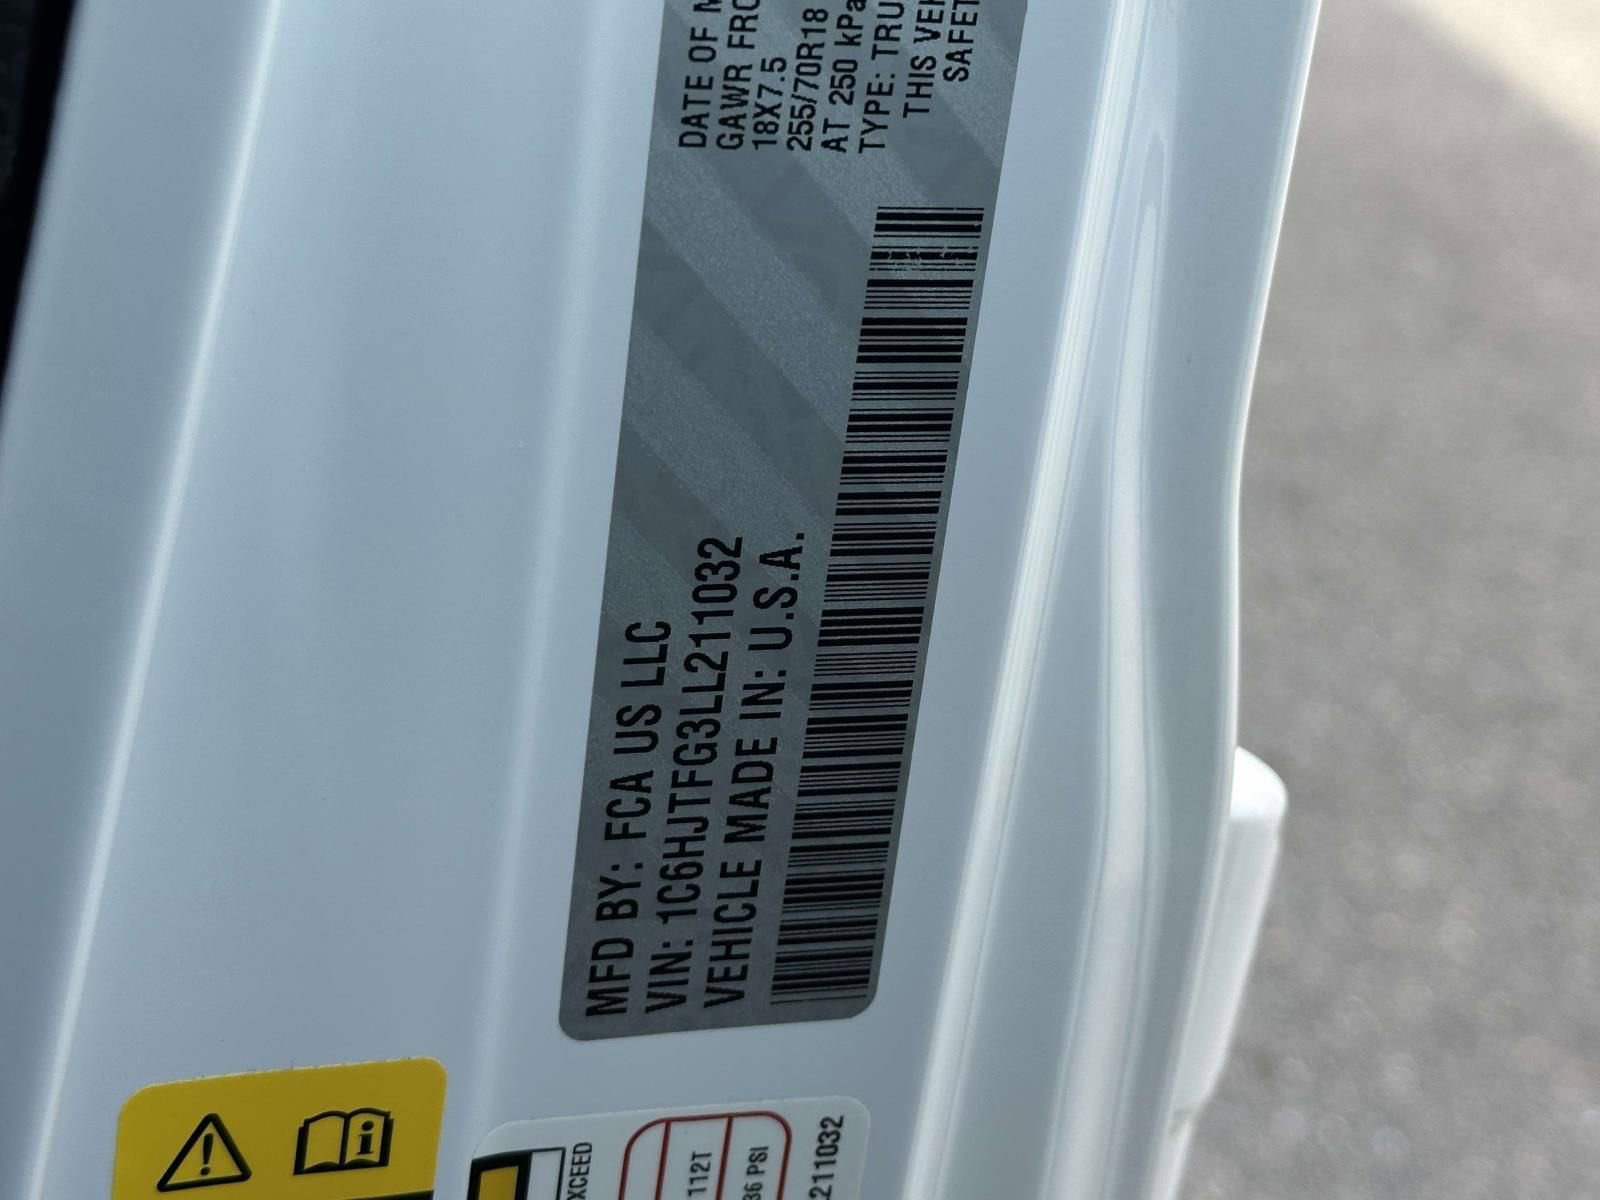 MFD BY: FCA US LLC
VIN: 1C6HJTFG3LL211032
VEHICLE MADE IN: U.S.A.
DATE OF M
GAWR FRO
18X7.5
255/70R18
AT 250 kPa
TYPE: TRU
THIS VEH
SAFET
XCEED
112T
36 PSI
211032